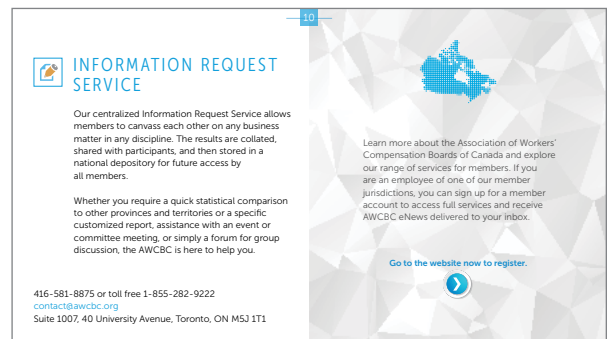 10
INFORMATION REQUEST
SERVICE
Our centralized Information Request Service allows
members to canvass each other on any business
matter in any discipline. The results are collated,
shared with participants, and then stored in a
national depository for future access by
all members.
Whether you require a quick statistical comparison
to other provinces and territories or a specific
customized report, assistance with an event or
committee meeting, or simply a forum for group
discussion, the AWCBC is here to help you.
416-581-8875 or toll free 1-855-282-9222
contact@awcbc.org
Suite 1007, 40 University Avenue, Toronto, ON M5J 1T1
Learn more about the Association of Workers'
Compensation Boards of Canada and explore
our range of services for members. If you
are an employee of one of our member
jurisdictions, you can sign up for a member
account to access full services and receive
AWCBC eNews delivered to your inbox.
Go to the website now to register.